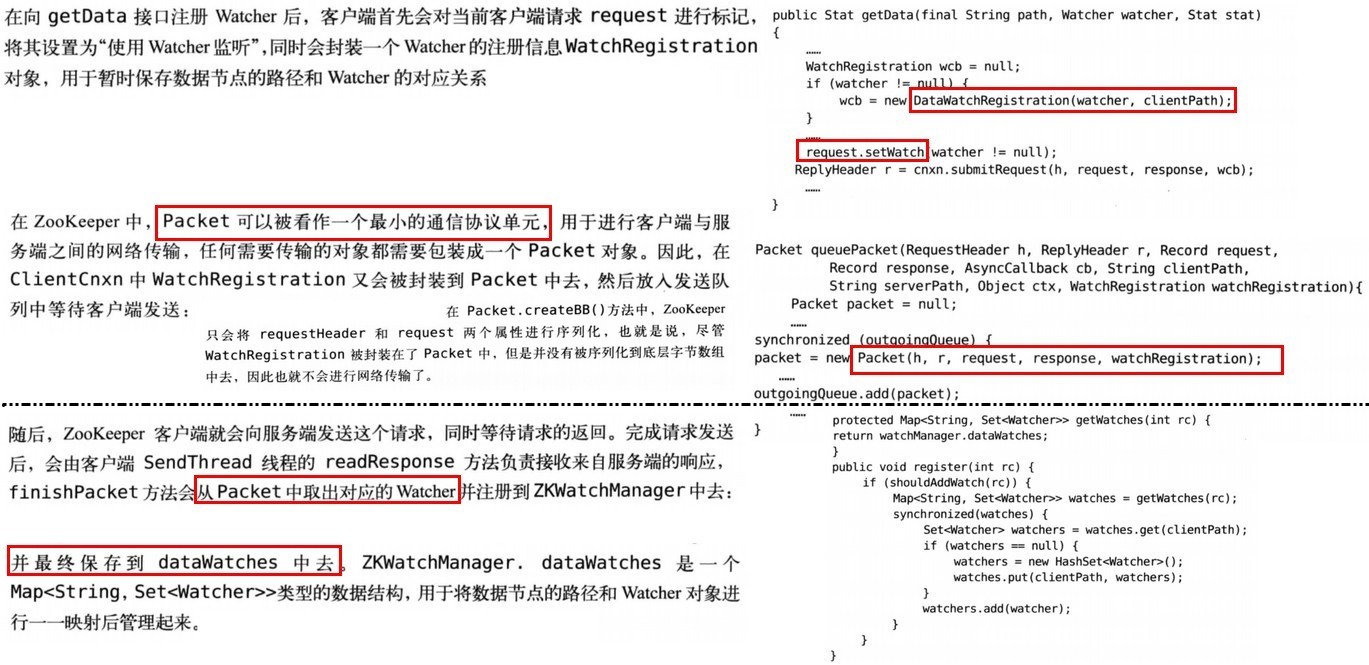 在向 getData 接口注册 Watcher 后，客户端首先会对当前客户端请求 request 进行标记，
将其设置为“使用 Watcher 监听”，同时会封装一个 Watcher 的注册信息 WatchRegistration
对象，用于暂时保存数据节点的路径和 Watcher 的对应关系
public Stat getData(final String path, Watcher watcher, Stat stat)
{
……
WatchRegistration wcb = null;
if (watcher != null) {
wcb = new DataWatchRegistration(watcher, clientPath);
}
……
request.setWatch(watcher != null);
ReplyHeader r = cnxn.submitRequest(h, request, response, wcb);
……
}
在 ZooKeeper 中，Packet 可以被看作一个最小的通信协议单元，用于进行客户端与服
务端之间的网络传输，任何需要传输的对象都需要包装成一个 Packet 对象。因此，在
ClientCnxn 中 WatchRegistration 又会被封装到 Packet 中去，然后放入发送队
列中等待客户端发送：
在 Packet.createBB()方法中，ZooKeeper
只会将 requestHeader 和 request 两个属性进行序列化，也就是说，尽管
WatchRegistration 被封装在了 Packet 中，但是并没有被序列化到底层字节数组
中去，因此也就不会进行网络传输了。
Packet queuePacket(RequestHeader h, ReplyHeader r, Record request,
Record response, AsyncCallback cb, String clientPath,
String serverPath, Object ctx, WatchRegistration watchRegistration){
Packet packet = null;
……
synchronized (outgoingQueue) {
packet = new Packet(h, r, request, response, watchRegistration);
……
outgoingQueue.add(packet);
……
}
随后，ZooKeeper 客户端就会向服务端发送这个请求，同时等待请求的返回。完成请求发送
后，会由客户端 SendThread 线程的 readResponse 方法负责接收来自服务端的响应，
finishPacket 方法会从 Packet 中取出对应的 Watcher 并注册到 ZKWatchManager 中去：
并最终保存到 dataWatches 中去。ZKWatchManager. dataWatches 是一个
Map<String, Set<Watcher>>类型的数据结构，用于将数据节点的路径和 Watcher 对象进
行一一映射后管理起来。
protected Map<String, Set<Watcher>> getWatches(int rc) {
return watchManager.dataWatches;
}
public void register(int rc) {
if (shouldAddWatch(rc)) {
Map<String, Set<Watcher>> watches = getWatches(rc);
synchronized(watches) {
Set<Watcher> watchers = watches.get(clientPath);
if (watchers == null) {
watchers = new HashSet<Watcher>();
watches.put(clientPath, watchers);
}
watchers.add(watcher);
}
}
}